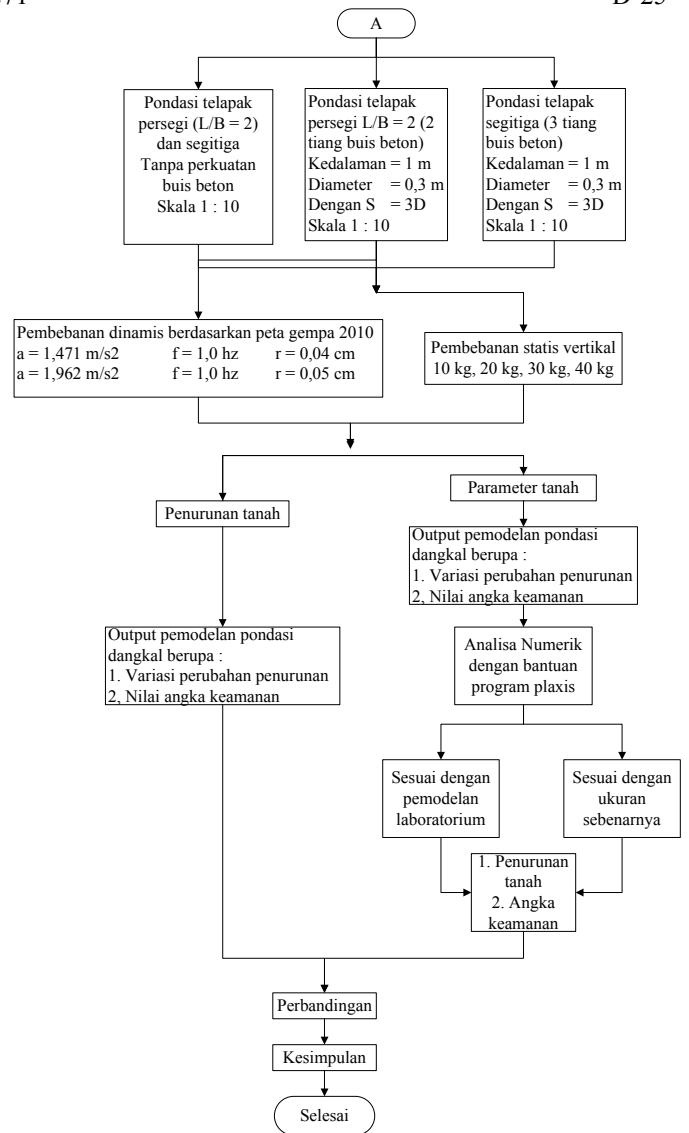 A
Pondasi telapak
persegi (L/B = 2)
dan segitiga
Tanpa perkuatan
buis beton
Skala 1 : 10
Pondasi telapak
persegi L/B = 2 (2
tiang buis beton)
Kedalaman = 1 m
Diameter = 0,3 m
Dengan S = 3D
Skala 1 : 10
Pondasi telapak
segitiga (3 tiang
buis beton)
Kedalaman = 1 m
Diameter = 0,3 m
Dengan S = 3D
Skala 1 : 10
Pembebanan dinamis berdasarkan peta gempa 2010
a = 1,471 m/s2 f = 1,0 hz r = 0,04 cm
a = 1,962 m/s2 f = 1,0 hz r = 0,05 cm
Pembebanan statis vertikal
10 kg, 20 kg, 30 kg, 40 kg
Penurunan tanah
Parameter tanah
Output pemodelan pondasi
dangkal berupa :
1. Variasi perubahan penurunan
2, Nilai angka keamanan
Output pemodelan pondasi
dangkal berupa :
1. Variasi perubahan penurunan
2, Nilai angka keamanan
Analisa Numerik
dengan bantuan
program plaxis
Sesuai dengan
pemodelan
laboratorium
Sesuai dengan
ukuran
sebenarnya
1. Penurunan
tanah
2. Angka
keamanan
Perbandingan
Kesimpulan
Selesai